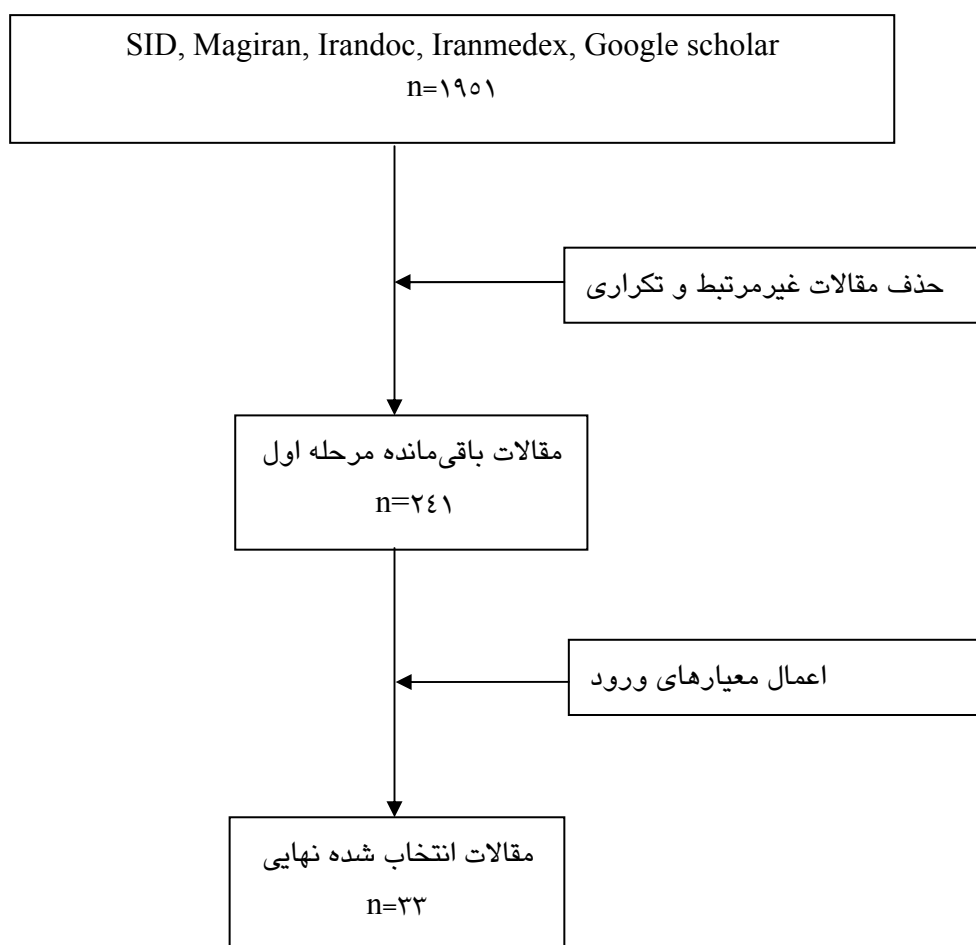 SID, Magiran, Irandoc, Iranmedex, Google scholar
n=۱۹۵۱
حذف مقالات غیرمرتبط و تکراری
مقالات باقی‌مانده مرحله اول
n=۲٤۱
اعمال معیارهای ورود
مقالات انتخاب شده نهایی
n=۳۳